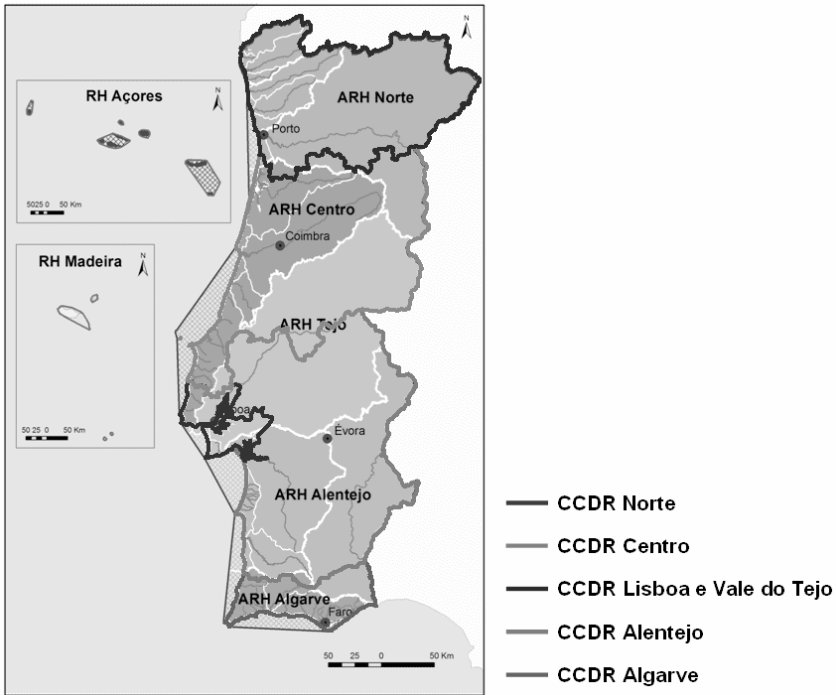 N
RH Açores
N
5025 0 50 Km
RH Madeira
N
50 25 0 50 Km
ARH Norte
Porto
ARH Centro
Coimbra
ARH Tejo
Évora
ARH Alentejo
ARH Algarve
Faro
50 25 0 50 Km
CCDR Norte
CCDR Centro
CCDR Lisboa e Vale do Tejo
CCDR Alentejo
CCDR Algarve